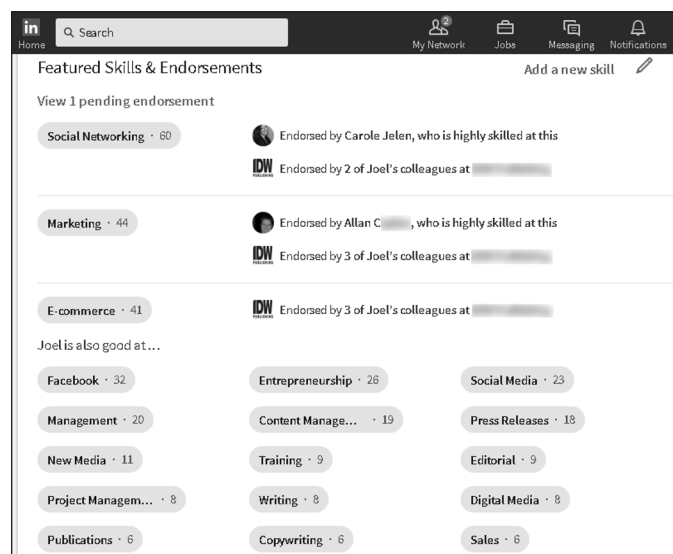 in
2
Search
Home
My Network
Jobs
Messaging
Notifications
Featured Skills & Endorsements
Add a new skill
View 1 pending endorsement
Social Networking · 60
Endorsed by Carole Jelen, who is highly skilled at this
IDW
PUBLISHING
Endorsed by 2 of Joel's colleagues at
Marketing · 44
Endorsed by Allan C , who is highly skilled at this
IDW
PUBLISHING
Endorsed by 3 of Joel's colleagues at
E-commerce · 41
IDW
PUBLISHING
Endorsed by 3 of Joel's colleagues at
Joel is also good at...
Facebook · 32
Entrepreneurship · 26
Social Media · 23
Management · 20
Content Manage... · 19
Press Releases · 18
New Media · 11
Training · 9
Editorial · 9
Project Managem... · 8
Writing · 8
Digital Media · 8
Publications · 6
Copywriting · 6
Sales · 6